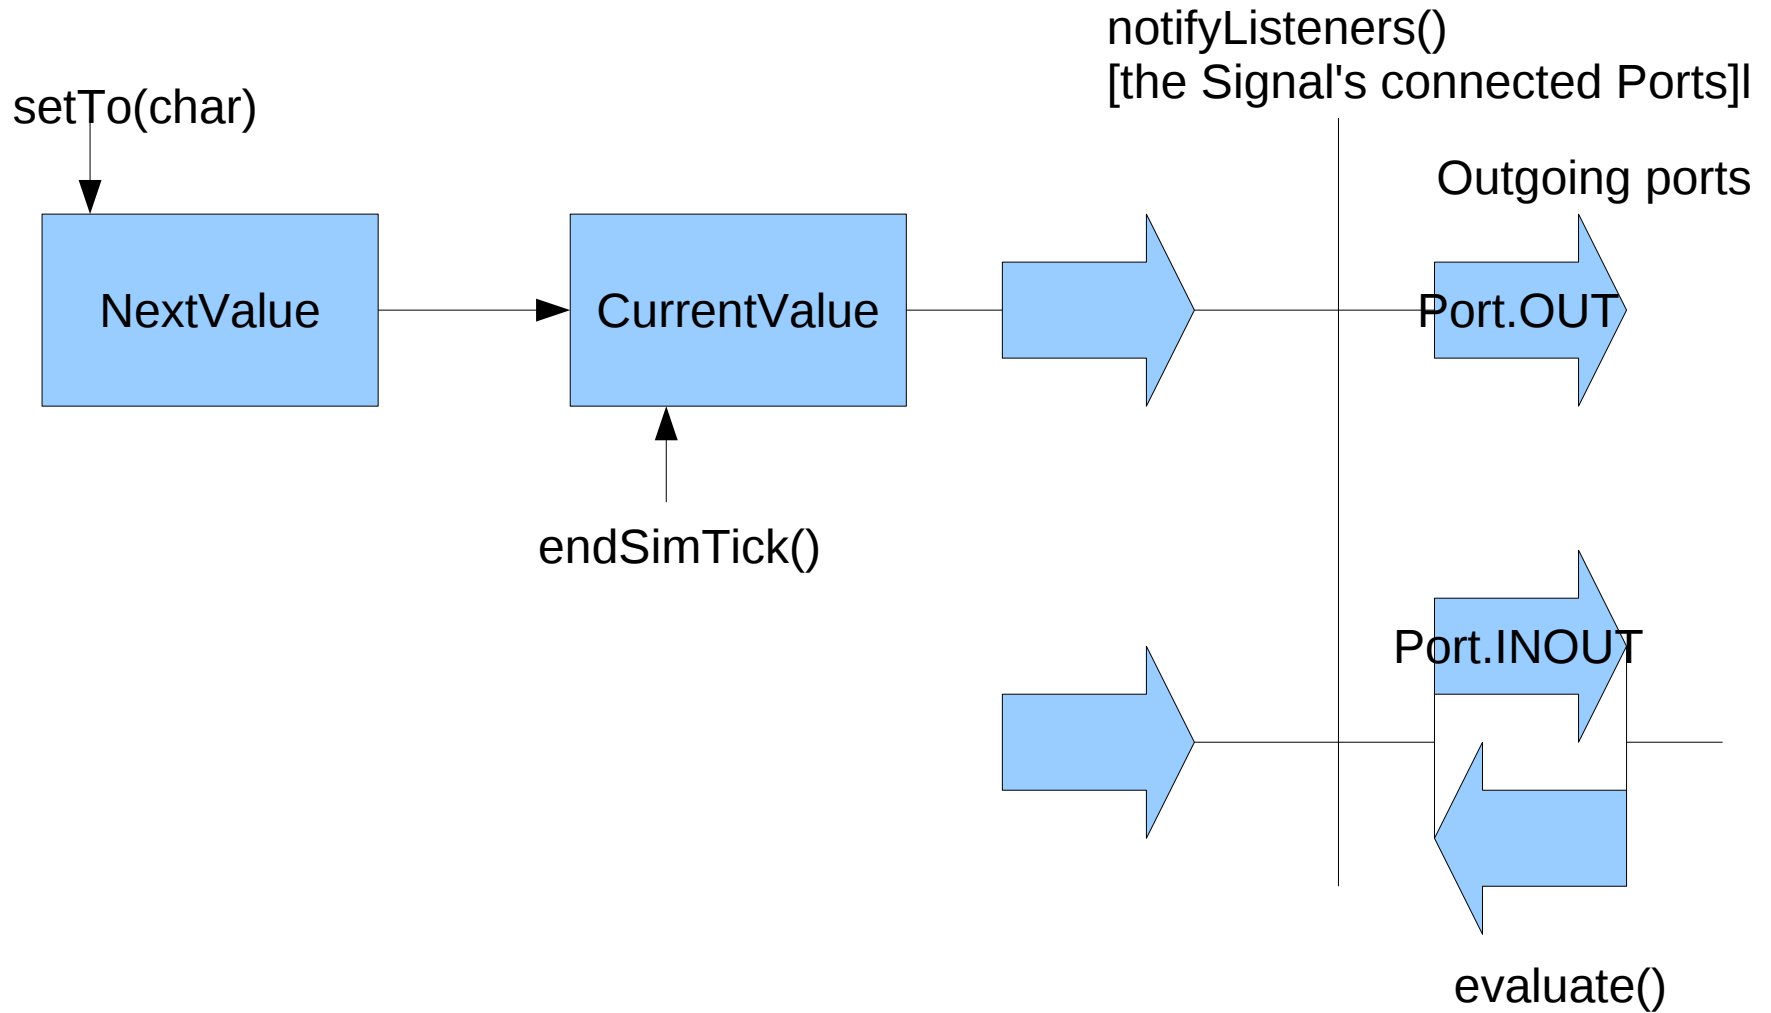 notifyListeners()
[the Signal's connected Ports]l
setTo(char)
Outgoing ports
NextValue
CurrentValue
Port.OUT
endSimTick()
Port.INOUT
evaluate()